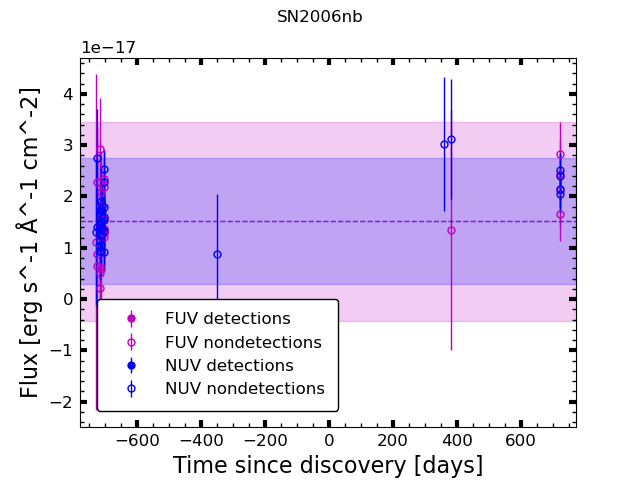 SN2006nb
1e−17
Flux [erg s^-1 Å^-1 cm^-2]
4
3
2
1
0
−1
−2
FUV detections
FUV nondetections
NUV detections
NUV nondetections
−600 −400 −200 0 200 400 600
Time since discovery [days]